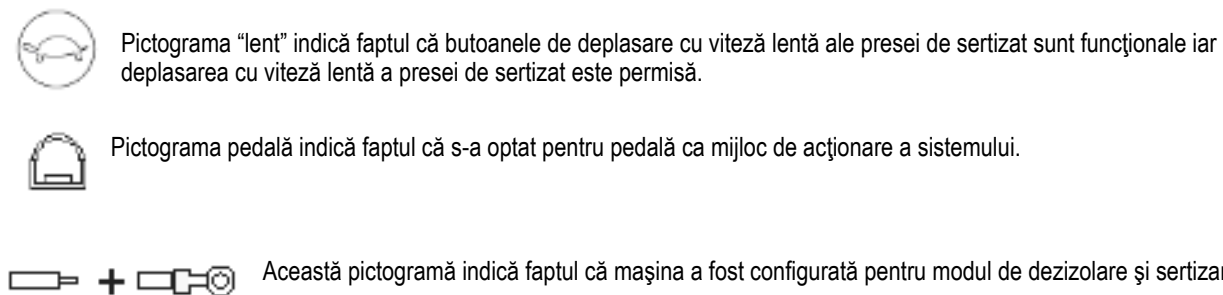 Pictograma “lent” indică faptul că butoanele de deplasare cu viteză lentă ale presei de sertizat sunt funcţionale iar
deplasarea cu viteză lentă a presei de sertizat este permisă.
Pictograma pedală indică faptul că s-a optat pentru pedală ca mijloc de acţionare a sistemului.
Această pictogramă indică faptul că maşina a fost configurată pentru modul de dezizolare şi